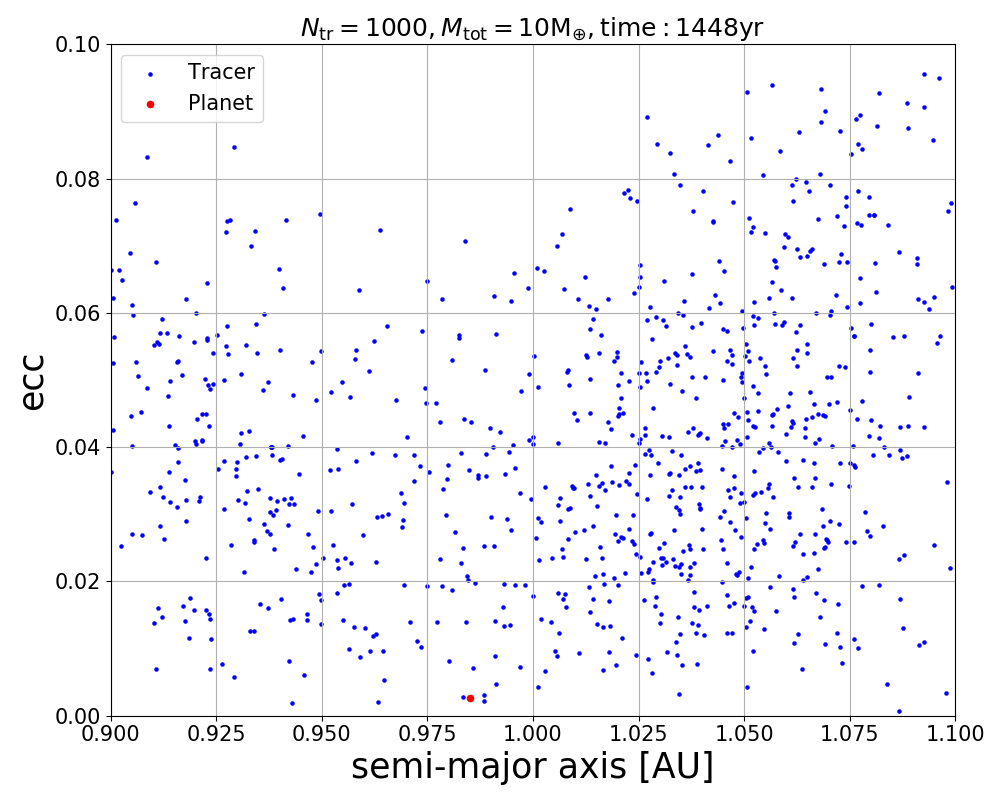 N_tr = 1000, M_tot = 10M_⊕, time : 1448yr
Tracer
Planet
0.10
0.08
0.06
0.04
0.02
0.00
ecc
0.900 0.925 0.950 0.975 1.000 1.025 1.050 1.075 1.100
semi-major axis [AU]